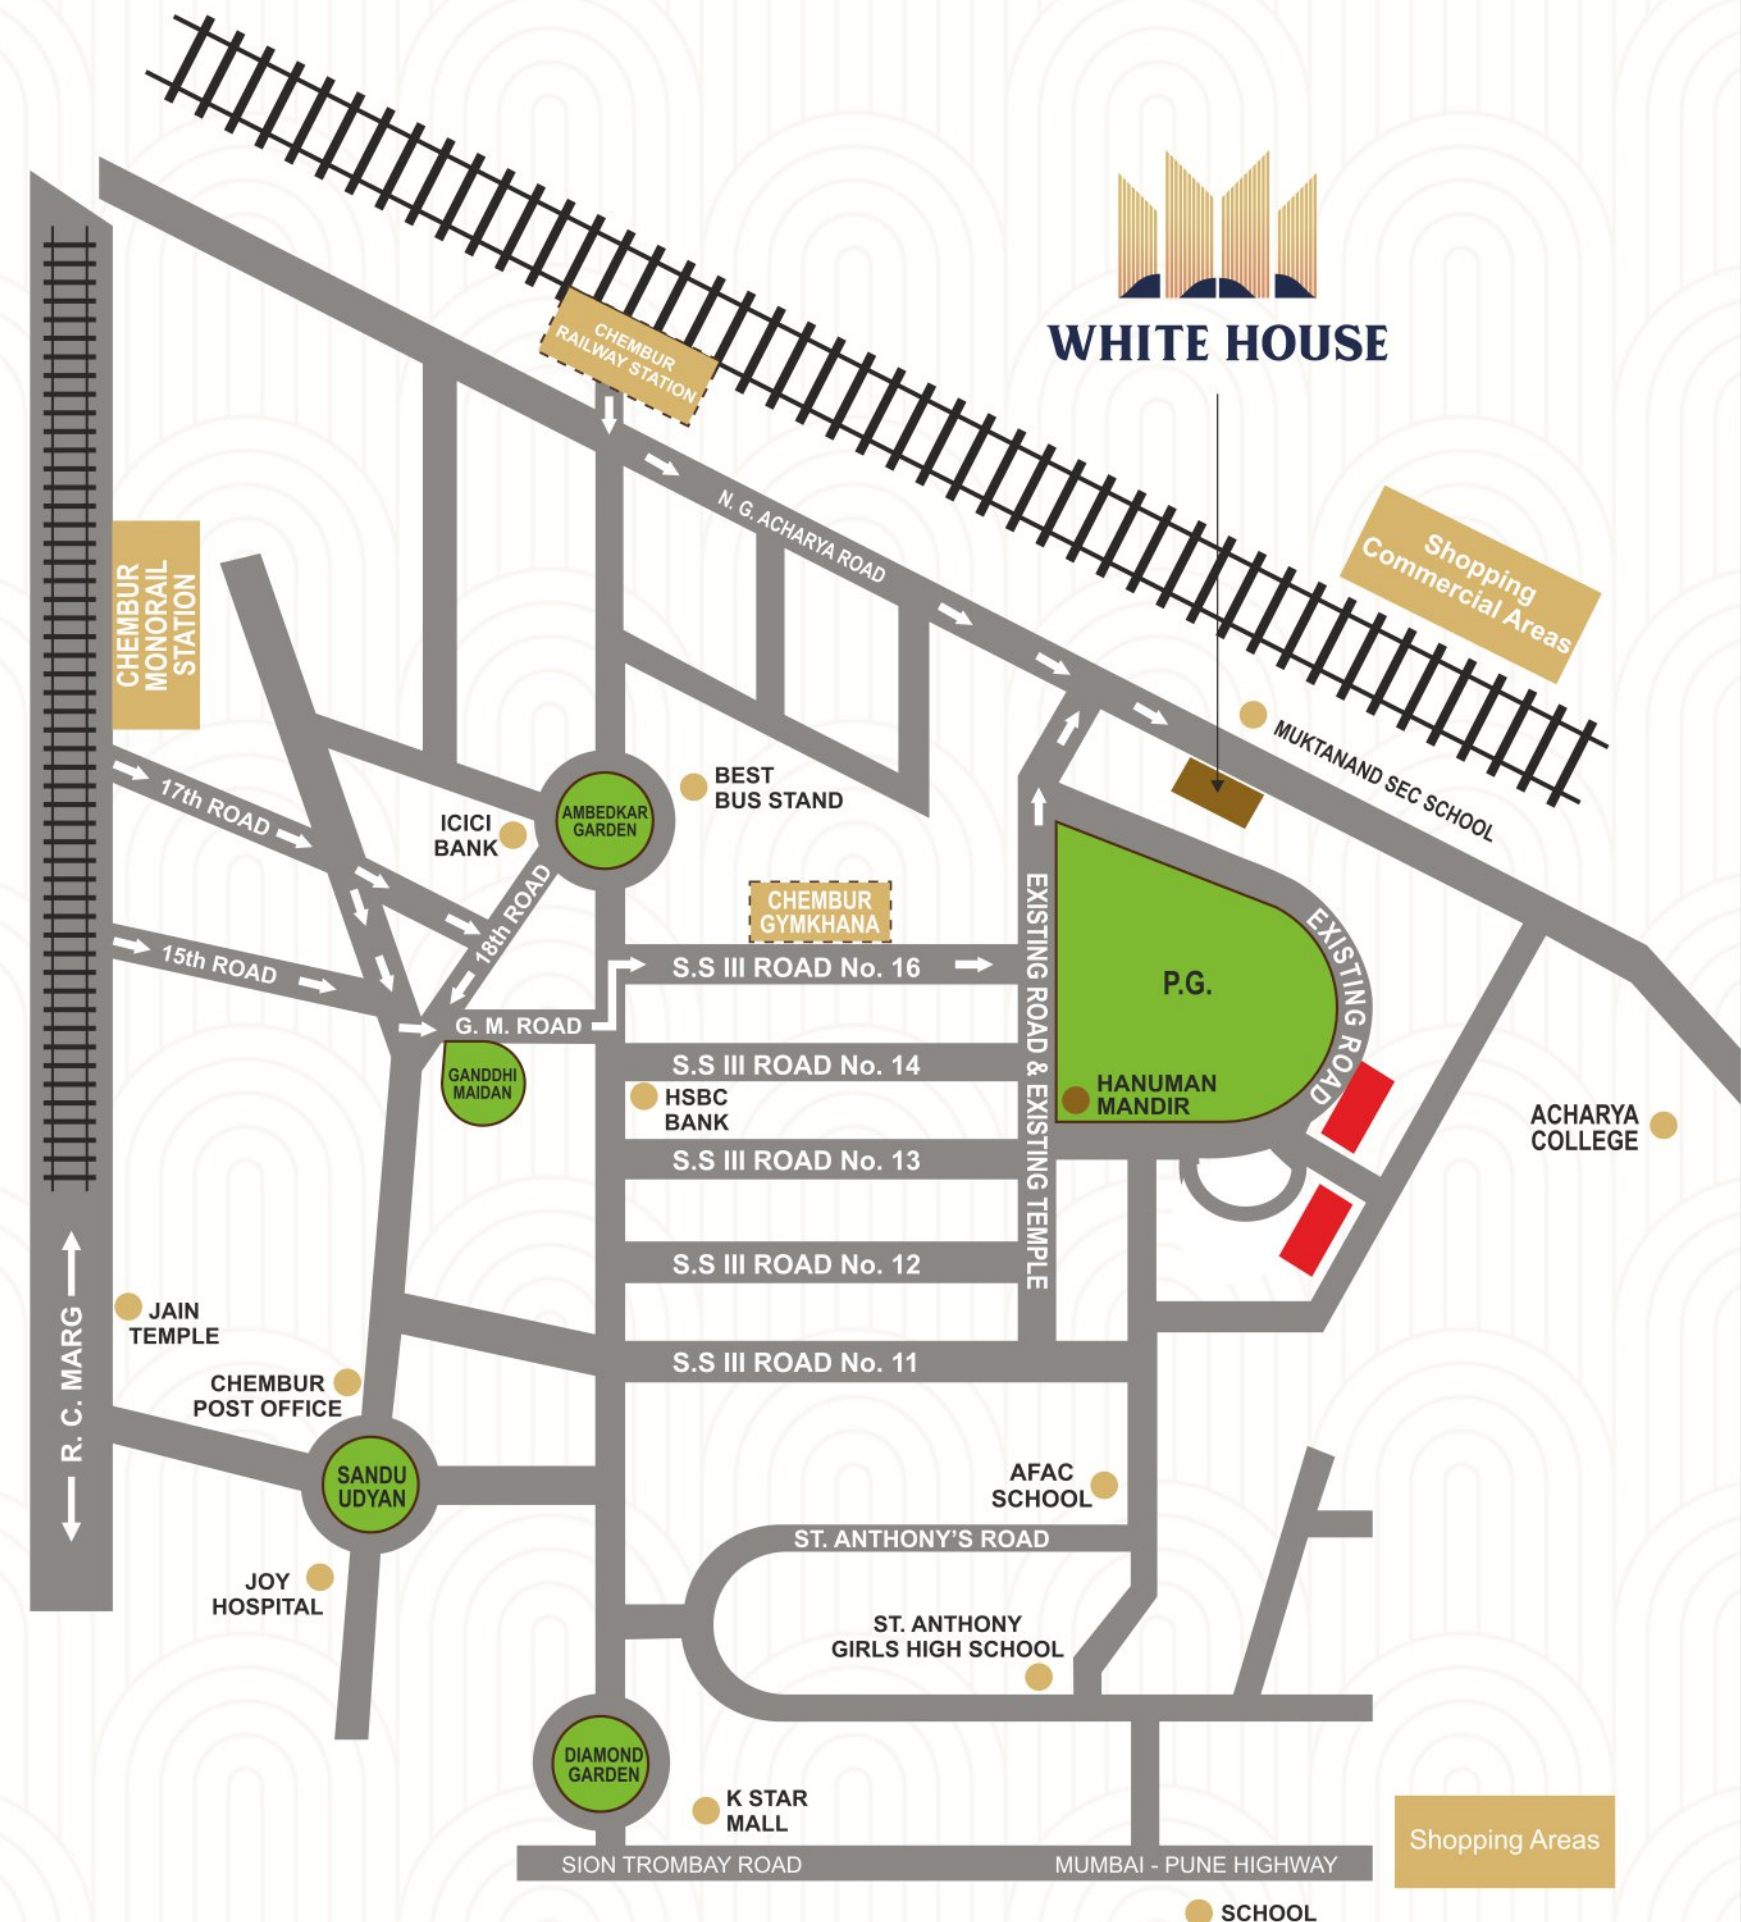 WHITE HOUSE
CHEMBUR
RAILWAY STATION
N. G. ACHARYA ROAD
Shopping
Commercial Areas
CHEMBUR
MONORAIL
STATION
MUKTANAND SEC SCHOOL
17th ROAD
ICICI
BANK
AMBEDKAR
GARDEN
BEST
BUS STAND
18th ROAD
CHEMBUR
GYMKHANA
15th ROAD
S.S III ROAD No. 16
EXISTING ROAD & EXISTING TEMPLE
P.G.
EXISTING ROAD
G. M. ROAD
GANDDHI
MAIDAN
S.S III ROAD No. 14
HSBC
BANK
HANUMAN
MANDIR
ACHARYA
COLLEGE
S.S III ROAD No. 13
S.S III ROAD No. 12
JAIN
TEMPLE
R. C. MARG
S.S III ROAD No. 11
CHEMBUR
POST OFFICE
SANDU
UDYAN
AFAC
SCHOOL
ST. ANTHONY'S ROAD
JOY
HOSPITAL
ST. ANTHONY
GIRLS HIGH SCHOOL
DIAMOND
GARDEN
K STAR
MALL
Shopping Areas
SION TROMBAY ROAD
MUMBAI - PUNE HIGHWAY
SCHOOL